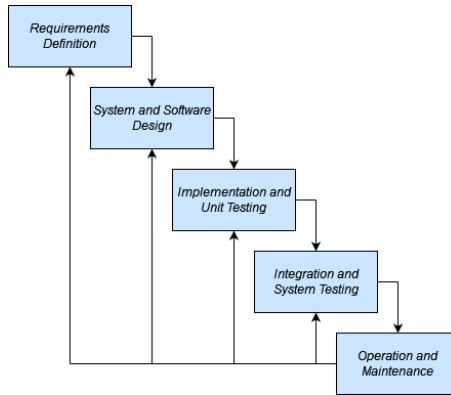 Requirements
Definition
System and Software
Design
Implementation and
Unit Testing
Integration and
System Testing
Operation and
Maintenance